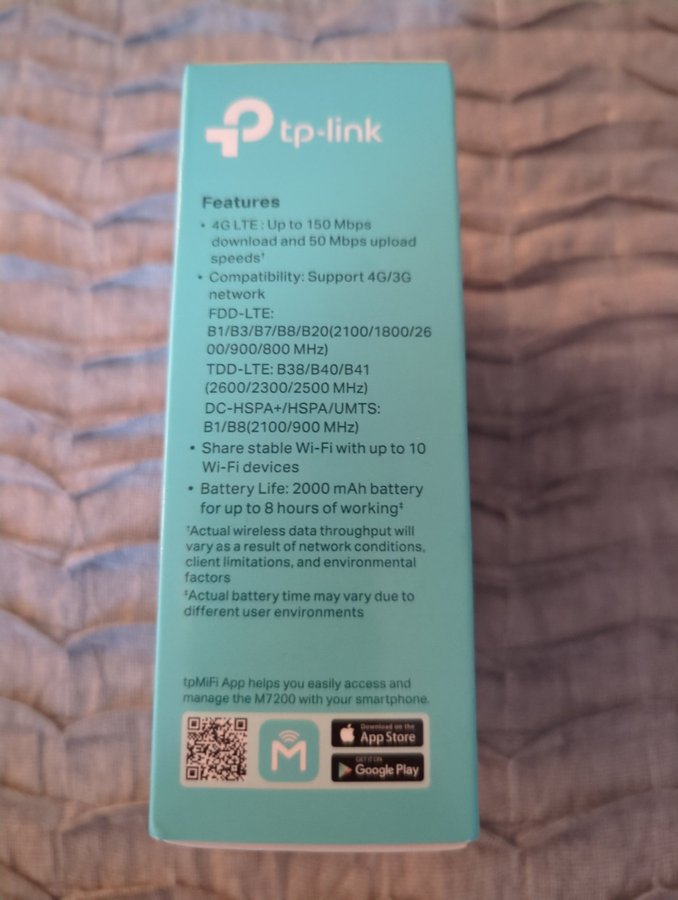 tp-link
Features
• 4G LTE : Up to 150 Mbps
download and 50 Mbps upload
speeds†
• Compatibility: Support 4G/3G
network
FDD-LTE:
B1/B3/B7/B8/B20(2100/1800/26
00/900/800 MHz)
TDD-LTE: B38/B40/B41
(2600/2300/2500 MHz)
DC-HSPA+/HSPA/UMTS:
B1/B8(2100/900 MHz)
• Share stable Wi-Fi with up to 10
Wi-Fi devices
• Battery Life: 2000 mAh battery
for up to 8 hours of working‡
†Actual wireless data throughput will
vary as a result of network conditions,
client limitations, and environmental
factors
‡Actual battery time may vary due to
different user environments
tpMiFi App helps you easily access and
manage the M7200 with your smartphone.
M
Download on the
App Store
GET IT ON
Google Play